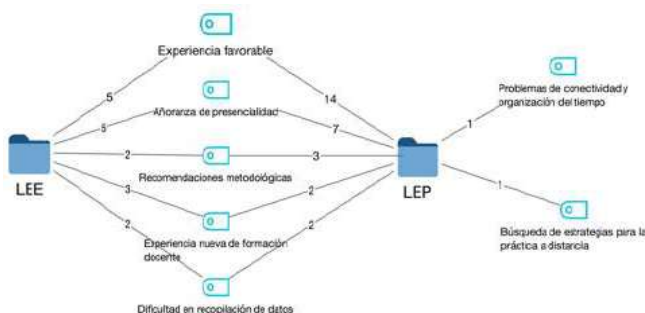 Experiencia favorable
5
14
Añoranza de presencialidad
5
7
Problemas de conectividad y
organización del tiempo
1
LEE
2
Recomendaciones metodológicas
3
LEP
3
2
1
Experiencia nueva de formación
docente
2
2
Búsqueda de estrategias para la
práctica a distancia
Dificultad en recopilación de datos